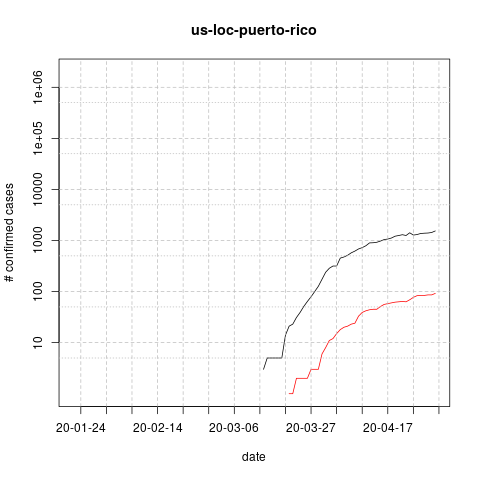 us-loc-puerto-rico
# confirmed cases
1e+06
1e+05
10000
1000
100
10
20-01-24
20-02-14
20-03-06
20-03-27
20-04-17
date